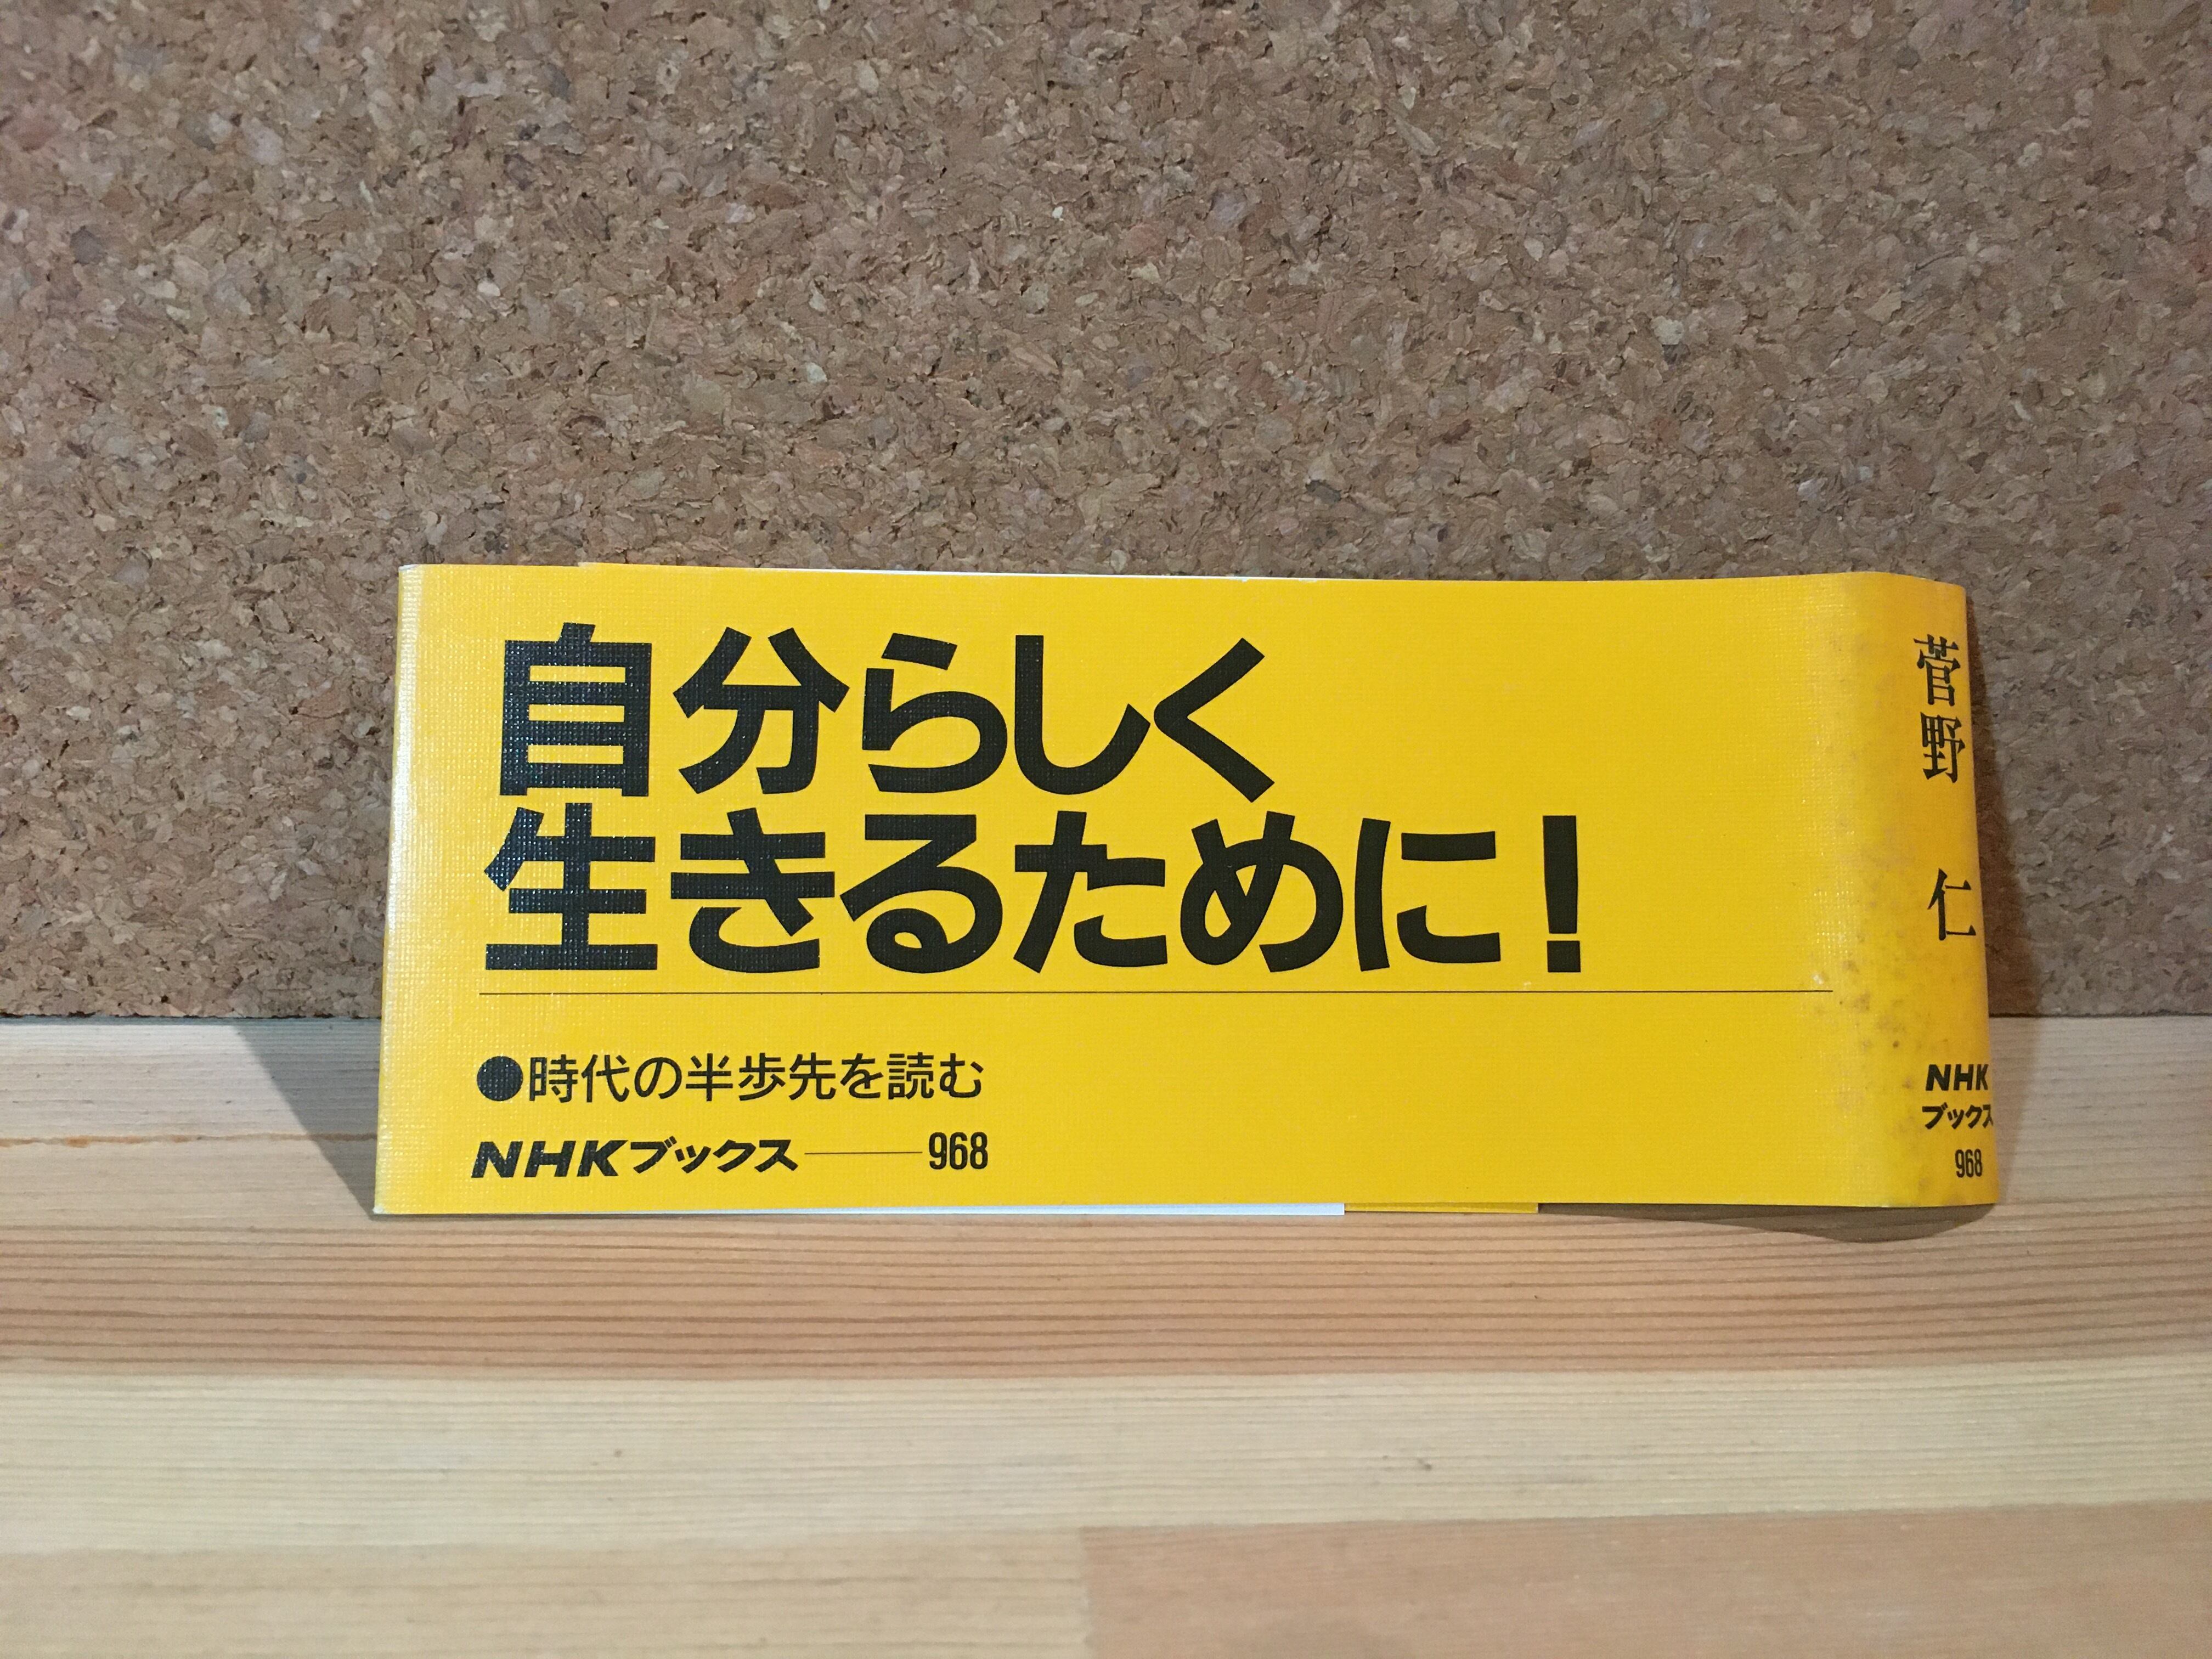 自分らしく
生きるために!
●時代の半歩先を読む
NHKブックス——968
菅野 仁
NHK
ブックス
968